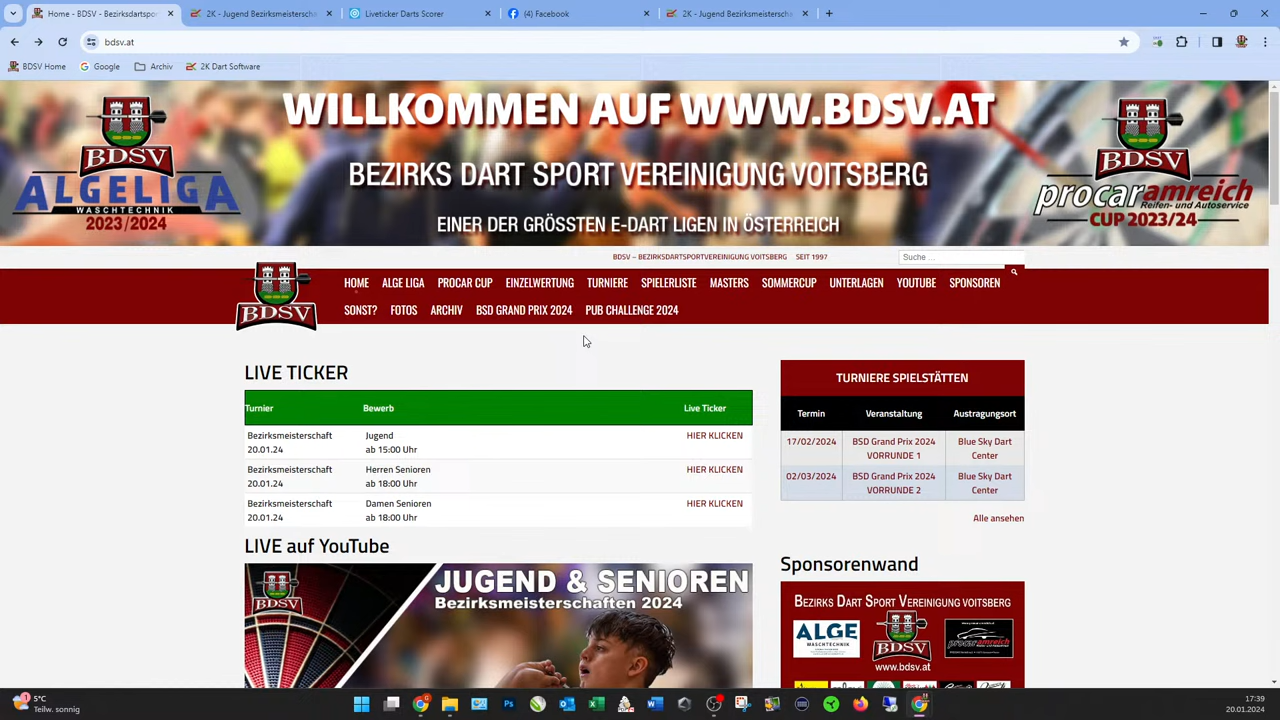 BDSV - Bezirksdartspor
2K - Algeliga Bezirksmeistersch
Liveticker Darts Scorer
(4) Facebook
2K - Jugend Bezirksmeisterscha
bdsv.at
BDSV Home Google Archiv 2K Dart Software
WILLKOMMEN AUF WWW.BDSV.AT
BEZIRKS DART SPORT VEREINIGUNG VOITSBERG
EINER DER GRÖSSTEN E-DART LIGEN IN ÖSTERREICH
BDSV
ALGELIGA
WASCHTECHNIK
2023/2024
BDSV
procaramreich
Reifen- und Autoservice
CUP 2023/24
BDSV – BEZIRKSDARTSPORTVEREINIGUNG VOITSBERG SEIT 1997
Suche …
BDSV
HOME ALGE LIGA PROCAR CUP EINZELWERTUNG TURNIERE SPIELERLISTE MASTERS SOMMERCUP UNTERLAGEN YOUTUBE SPONSOREN
SONST? FOTOS ARCHIV BSD GRAND PRIX 2024 PUB CHALLENGE 2024
LIVE TICKER
Turnier Bewerb Live Ticker
Bezirksmeisterschaft Jugend HIER KLICKEN
20.01.24 ab 15:00 Uhr
Bezirksmeisterschaft Herren Senioren HIER KLICKEN
20.01.24 ab 18:00 Uhr
Bezirksmeisterschaft Damen Senioren HIER KLICKEN
20.01.24 ab 18:00 Uhr
LIVE auf YouTube
BDSV
JUGEND & SENIOREN
Bezirksmeisterschaften 2024
TURNIERE SPIELSTÄTTEN
Termin Veranstaltung Austragungsort
17/02/2024 BSD Grand Prix 2024 Blue Sky Dart
VORRUNDE 1 Center
02/03/2024 BSD Grand Prix 2024 Blue Sky Dart
VORRUNDE 2 Center
Alle ansehen
Sponsorenwand
BEZIRKS DART SPORT VEREINIGUNG VOITSBERG
ALGE
WASCHTECHNIK
BDSV
procaramreich
www.bdsv.at
5°C
Teilw. sonnig
17:39
20.01.2024